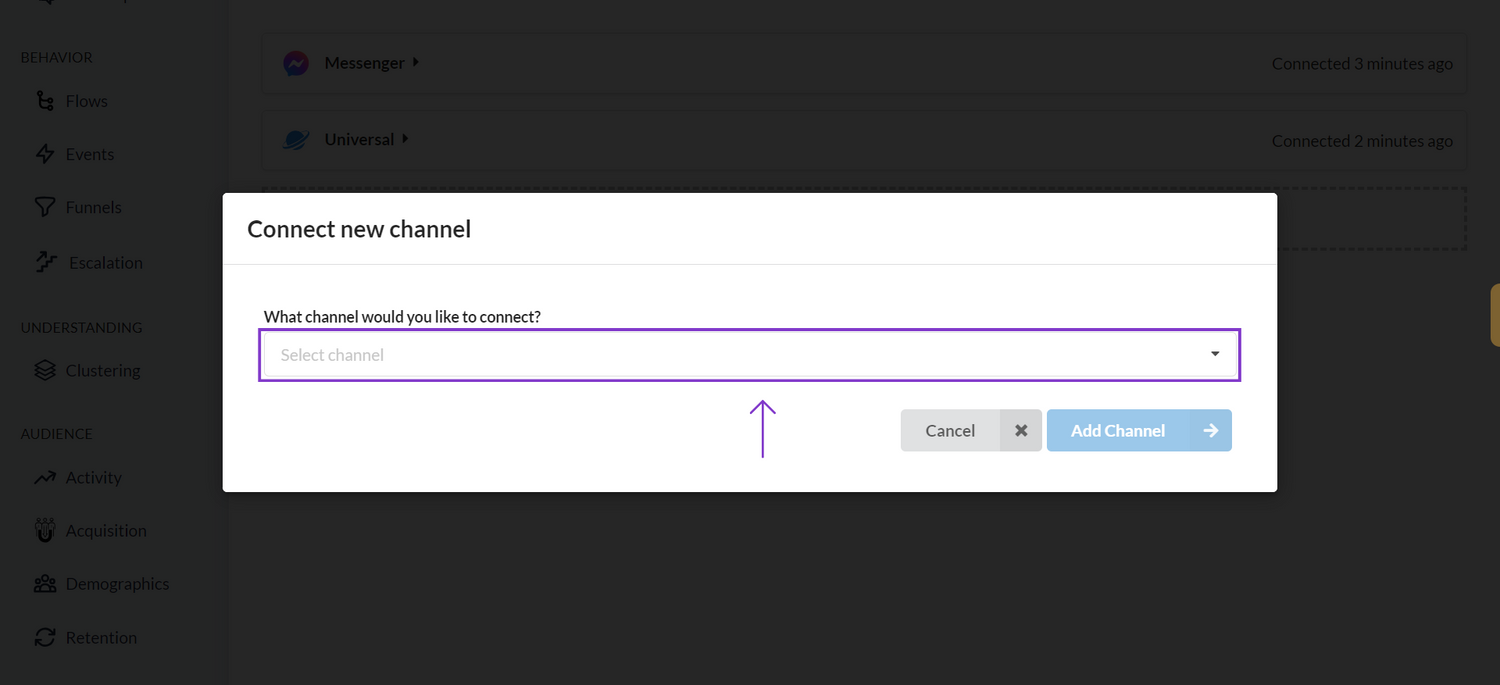 BEHAVIOR
Flows
Events
Funnels
Escalation
UNDERSTANDING
Clustering
AUDIENCE
Activity
Acquisition
Demographics
Retention
Messenger
Connected 3 minutes ago
Universal
Connected 2 minutes ago
Connect new channel
What channel would you like to connect?
Select channel
Cancel
Add Channel